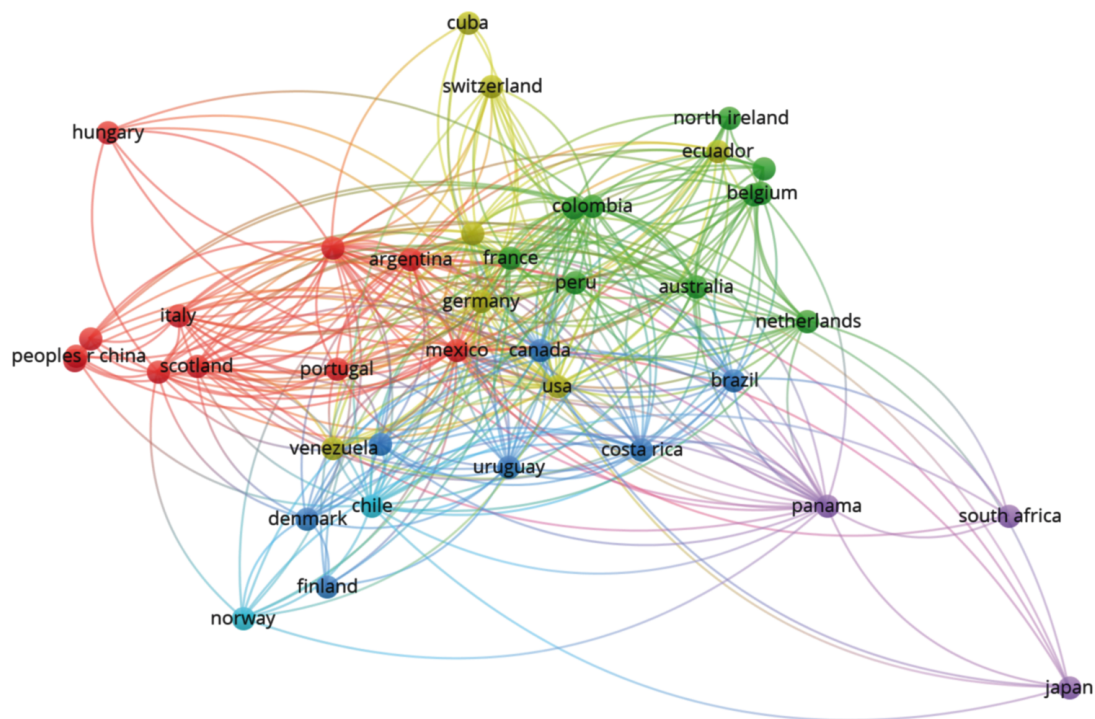 cuba
switzerland
north ireland
hungary
ecuador
belgium
colombia
argentina
france
peru
australia
germany
italy
netherlands
mexico
canada
peoples r china
scotland
portugal
usa
brazil
venezuela
costa rica
uruguay
chile
panama
denmark
south africa
finland
norway
japan